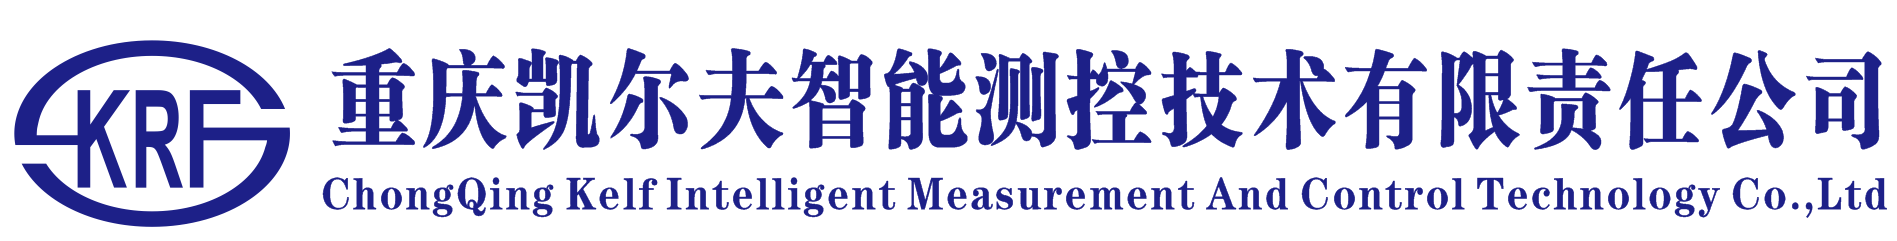 KRF
重庆凯尔夫智能测控技术有限责任公司
ChongQing Kelf Intelligent Measurement And Control Technology Co.,Ltd